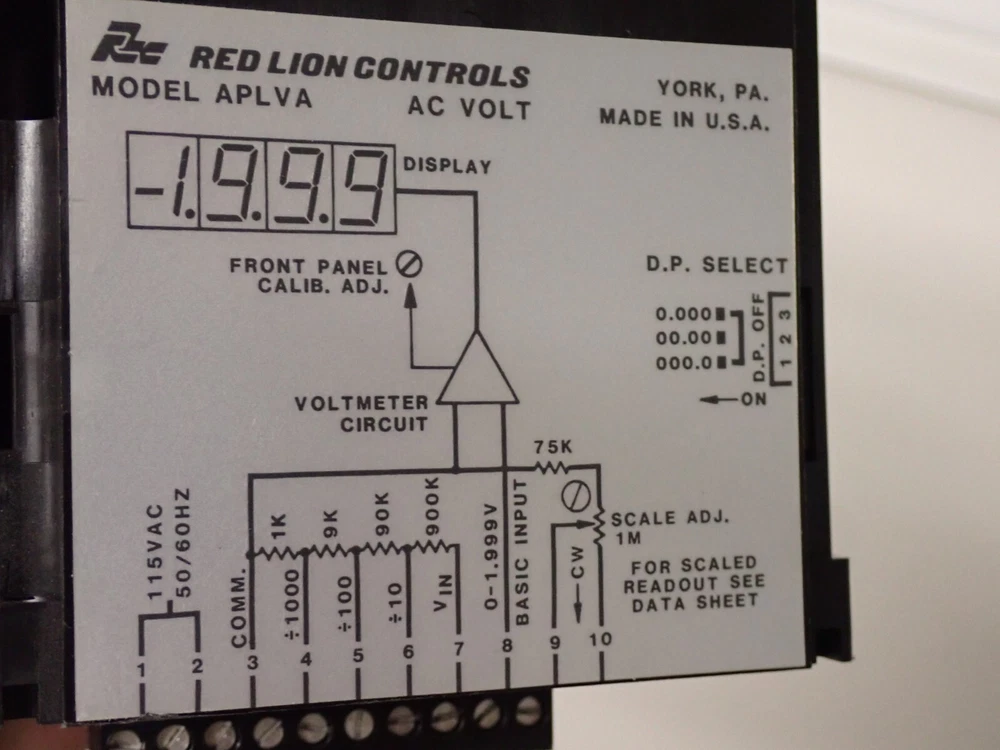 RLC RED LION CONTROLS
MODEL APLVA AC VOLT
YORK, PA.
MADE IN U.S.A.
-1.9.9.9
DISPLAY
FRONT PANEL
CALIB. ADJ.
D.P. SELECT
0.000
00.00
000.0
D.P. OFF
1 2 3
ON
VOLTMETER
CIRCUIT
75K
SCALE ADJ.
1M
FOR SCALED
READOUT SEE
DATA SHEET
115VAC
50/60HZ
1K
9K
90K
900K
COMM.
÷1000
÷100
÷10
VIN
0-1.999V
BASIC INPUT
CW
1 2 3 4 5 6 7 8 9 10